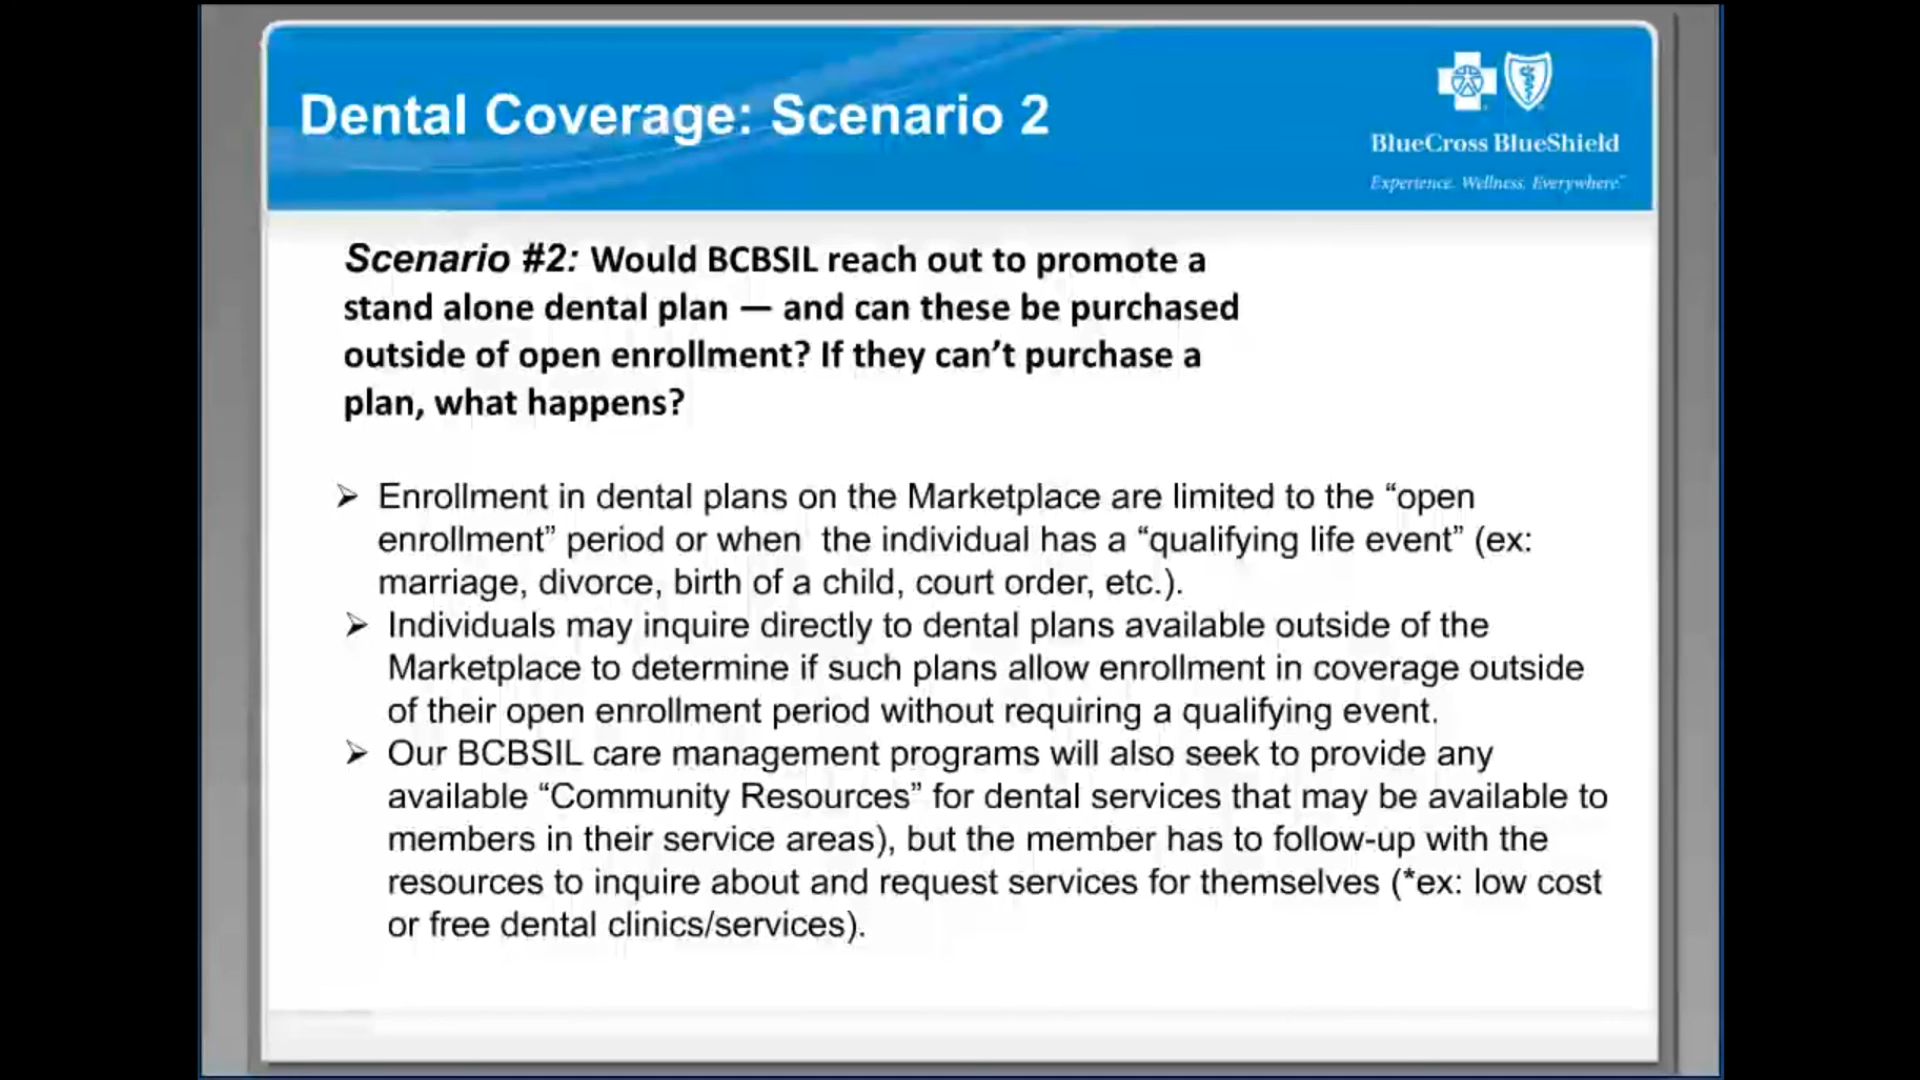 Dental Coverage: Scenario 2
BlueCross BlueShield
Experience. Wellness. Everywhere.™
Scenario #2: Would BCBSIL reach out to promote a
stand alone dental plan — and can these be purchased
outside of open enrollment? If they can’t purchase a
plan, what happens?
➢ Enrollment in dental plans on the Marketplace are limited to the “open
enrollment” period or when the individual has a “qualifying life event” (ex:
marriage, divorce, birth of a child, court order, etc.).
➢ Individuals may inquire directly to dental plans available outside of the
Marketplace to determine if such plans allow enrollment in coverage outside
of their open enrollment period without requiring a qualifying event.
➢ Our BCBSIL care management programs will also seek to provide any
available “Community Resources” for dental services that may be available to
members in their service areas), but the member has to follow-up with the
resources to inquire about and request services for themselves (*ex: low cost
or free dental clinics/services).